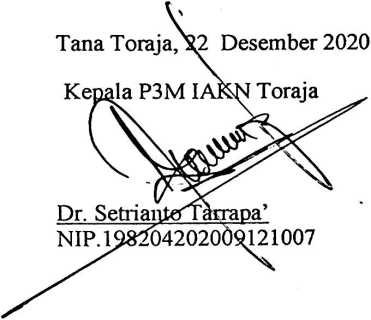 Tana Toraja, 22 Desember 2020
Kepala P3M IAKN Toraja
Dr. Setrianto Tarrapa'
NIP.198204202009121007